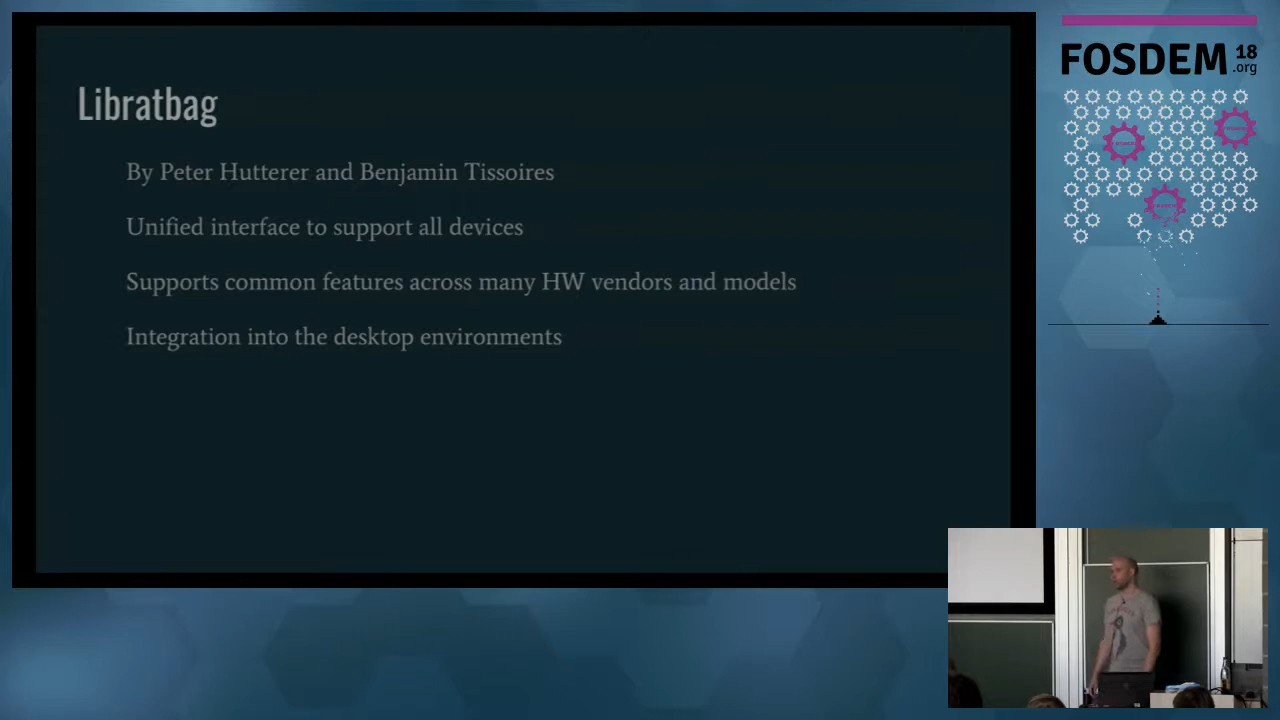 Libratbag
By Peter Hutterer and Benjamin Tissoires
Unified interface to support all devices
Supports common features across many HW vendors and models
Integration into the desktop environments
FOSDEM 18
.org